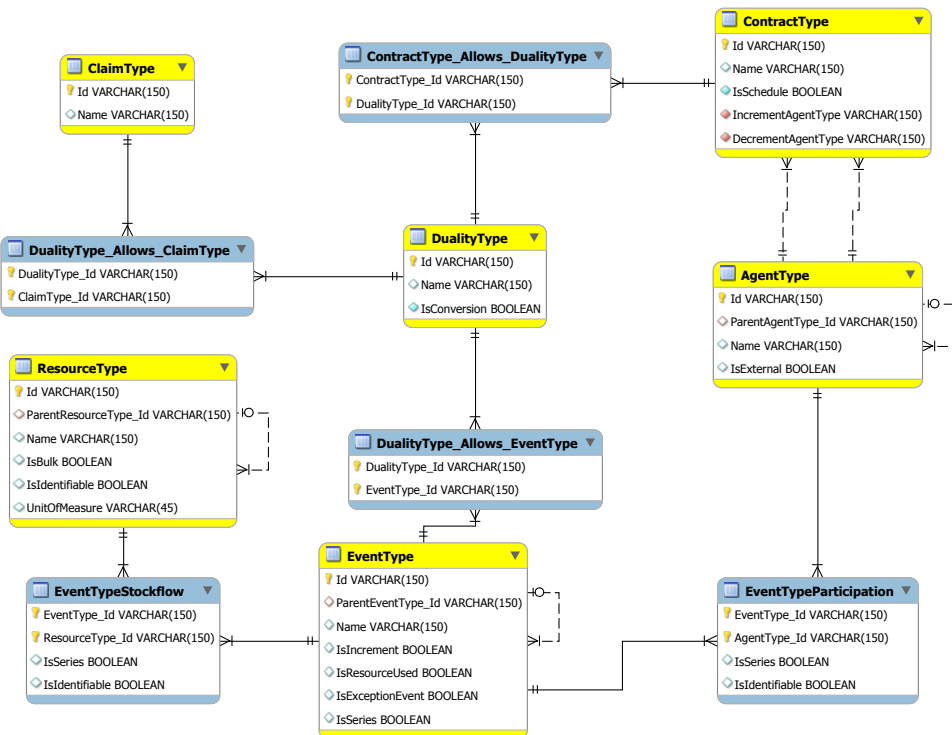 ContractType
Id VARCHAR(150)
Name VARCHAR(150)
IsSchedule BOOLEAN
IncrementAgentType VARCHAR(150)
DecrementAgentType VARCHAR(150)
ContractType_Allows_DualityType
ContractType_Id VARCHAR(150)
DualityType_Id VARCHAR(150)
ClaimType
Id VARCHAR(150)
Name VARCHAR(150)
DualityType_Allows_ClaimType
DualityType_Id VARCHAR(150)
ClaimType_Id VARCHAR(150)
DualityType
Id VARCHAR(150)
Name VARCHAR(150)
IsConversion BOOLEAN
AgentType
Id VARCHAR(150)
ParentAgentType_Id VARCHAR(150)
Name VARCHAR(150)
IsExternal BOOLEAN
ResourceType
Id VARCHAR(150)
ParentResourceType_Id VARCHAR(150)
Name VARCHAR(150)
IsBulk BOOLEAN
IsIdentifiable BOOLEAN
UnitOfMeasure VARCHAR(45)
DualityType_Allows_EventType
DualityType_Id VARCHAR(150)
EventType_Id VARCHAR(150)
EventTypeStockflow
EventType_Id VARCHAR(150)
ResourceType_Id VARCHAR(150)
IsSeries BOOLEAN
IsIdentifiable BOOLEAN
EventType
Id VARCHAR(150)
ParentEventType_Id VARCHAR(150)
Name VARCHAR(150)
IsIncrement BOOLEAN
IsResourceUsed BOOLEAN
IsExceptionEvent BOOLEAN
IsSeries BOOLEAN
EventTypeParticipation
EventType_Id VARCHAR(150)
AgentType_Id VARCHAR(150)
IsSeries BOOLEAN
IsIdentifiable BOOLEAN